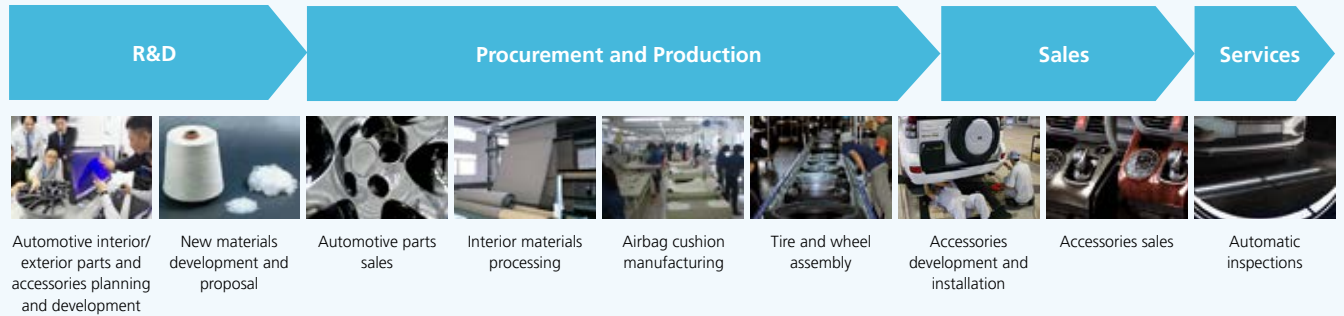 R&D
Procurement and Production
Sales
Services
Automotive interior/
exterior parts and
accessories planning
and development
New materials
development and
proposal
Automotive parts
sales
Interior materials
processing
Airbag cushion
manufacturing
Tire and wheel
assembly
Accessories
development and
installation
Accessories sales
Automatic
inspections